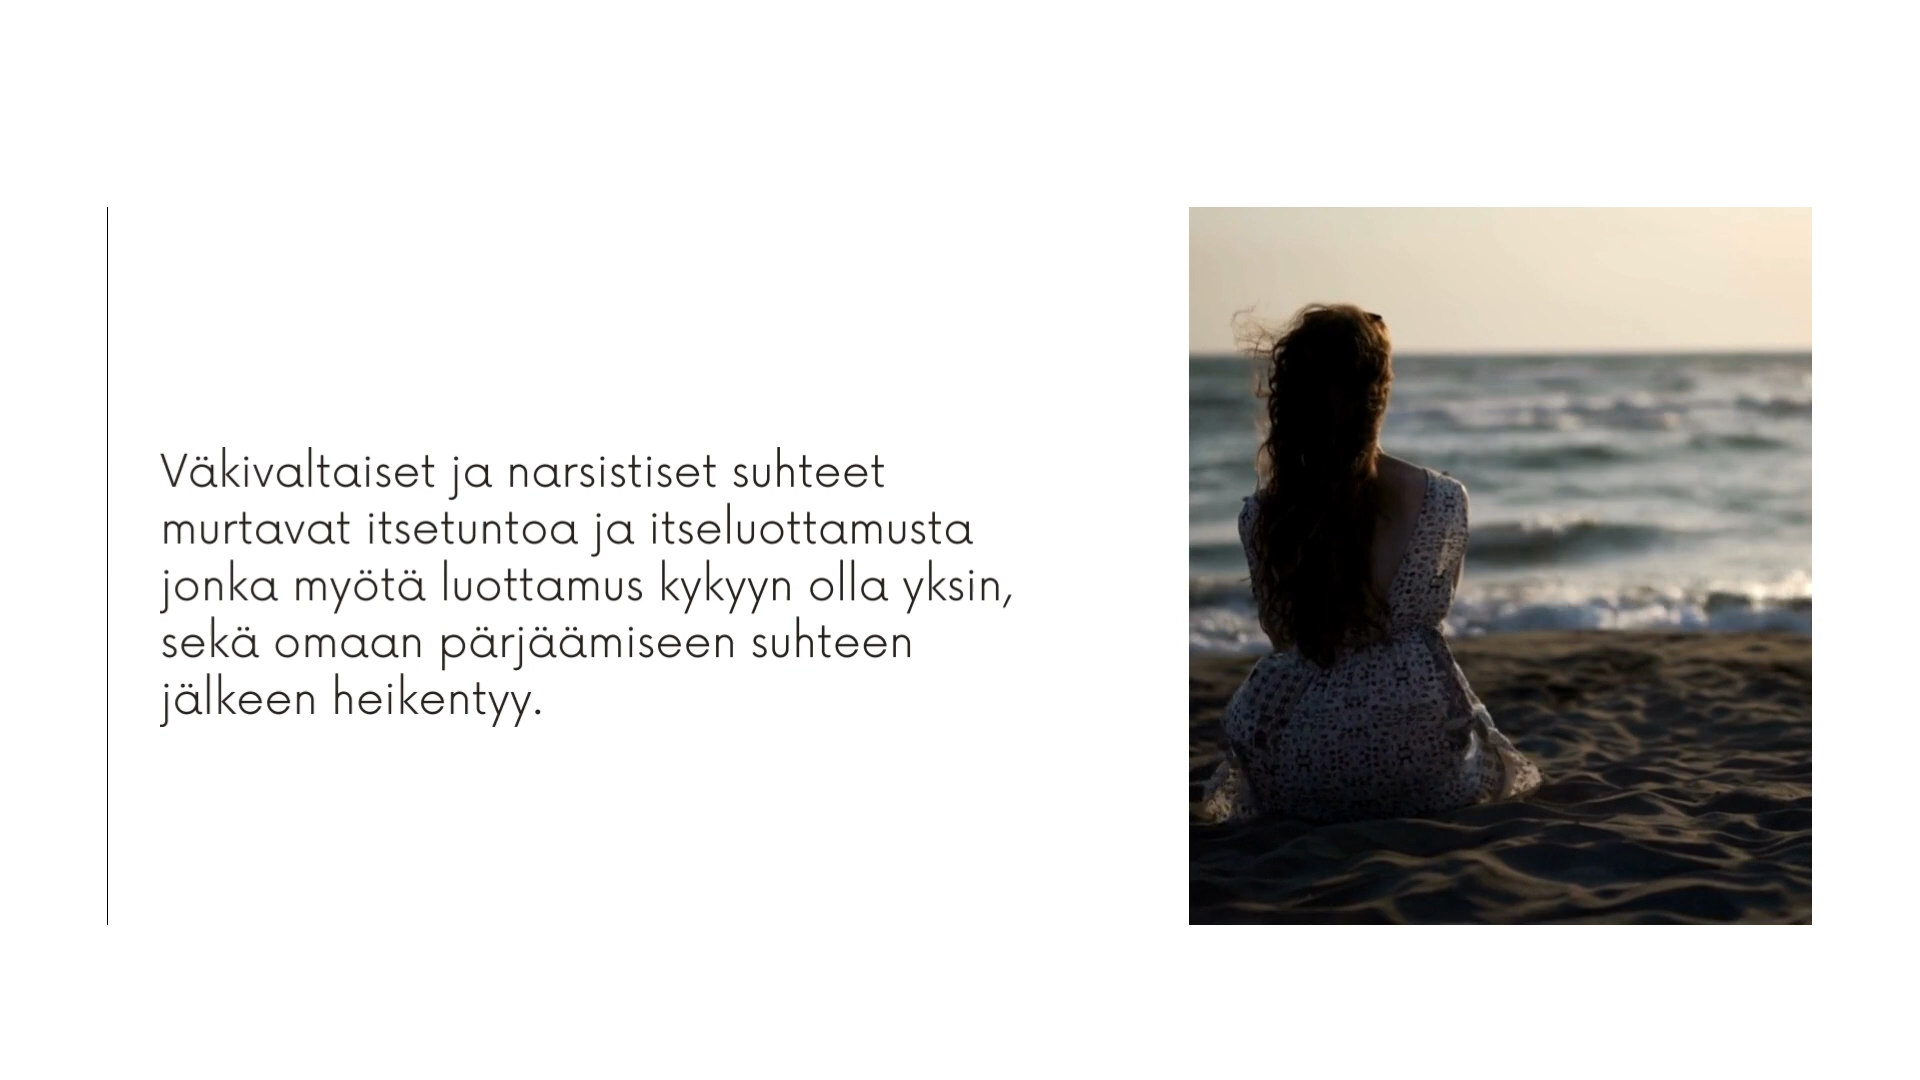 Väkivaltaiset ja narsistiset suhteet
murtavat itsetuntoa ja itseluottamusta
jonka myötä luottamus kykyyn olla yksin,
sekä omaan pärjäämiseen suhteen
jälkeen heikentyy.